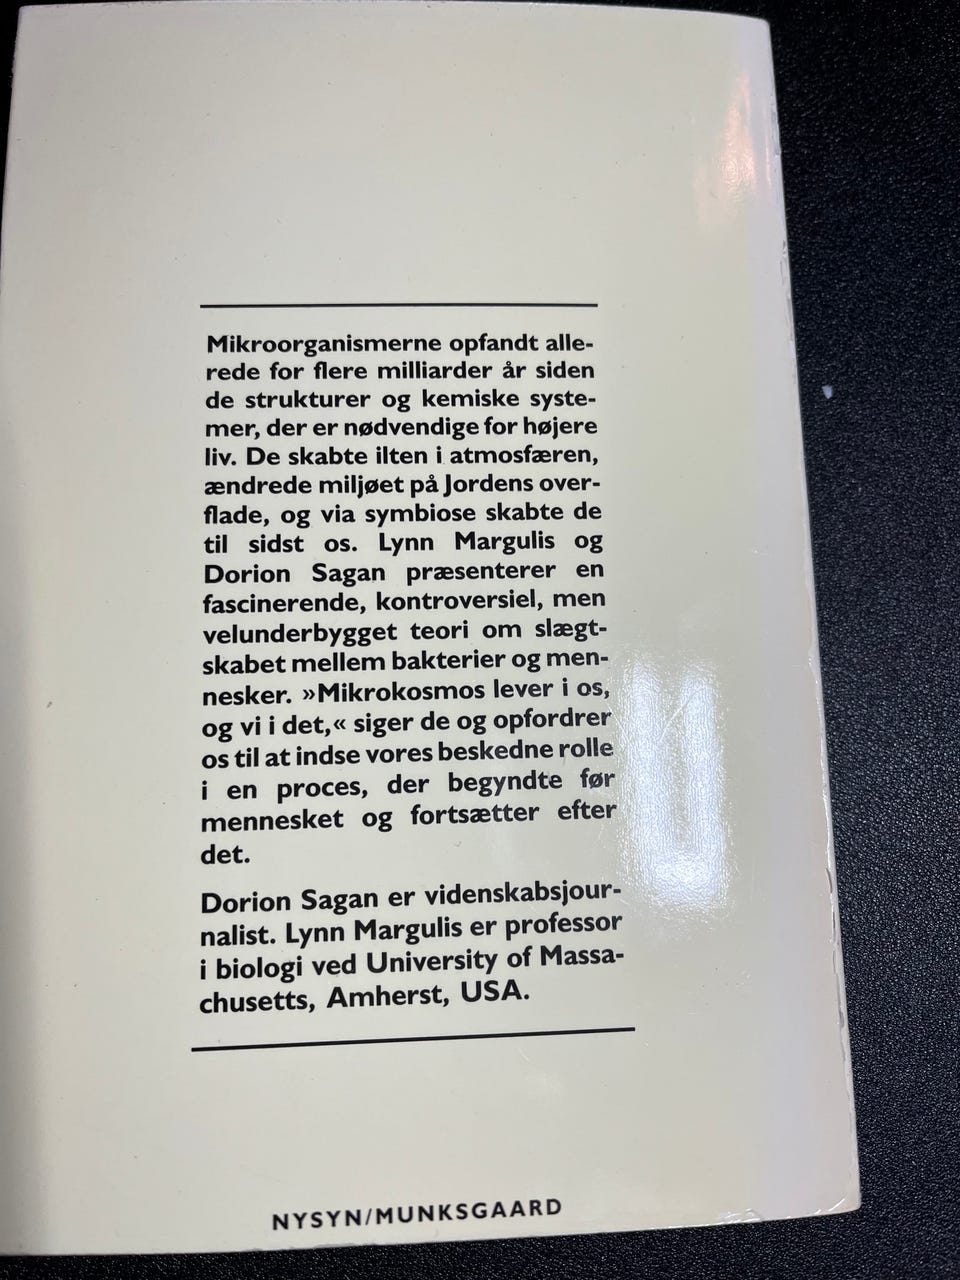 Mikroorganismerne opfandt alle-
rede for flere milliarder år siden
de strukturer og kemiske syste-
mer, der er nødvendige for højere
liv. De skabte ilten i atmosfæren,
ændrede miljøet på Jordens over-
flade, og via symbiose skabte de
til sidst os. Lynn Margulis og
Dorion Sagan præsenterer en
fascinerende, kontroversiel, men
velunderbygget teori om slægt-
skabet mellem bakterier og men-
nesker. »Mikrokosmos lever i os,
og vi i det,« siger de og opfordrer
os til at indse vores beskedne rolle
i en proces, der begyndte før
mennesket og fortsætter efter
det.
Dorion Sagan er videnskabsjour-
nalist. Lynn Margulis er professor
i biologi ved University of Massa-
chusetts, Amherst, USA.
NYSYN/MUNKSGAARD